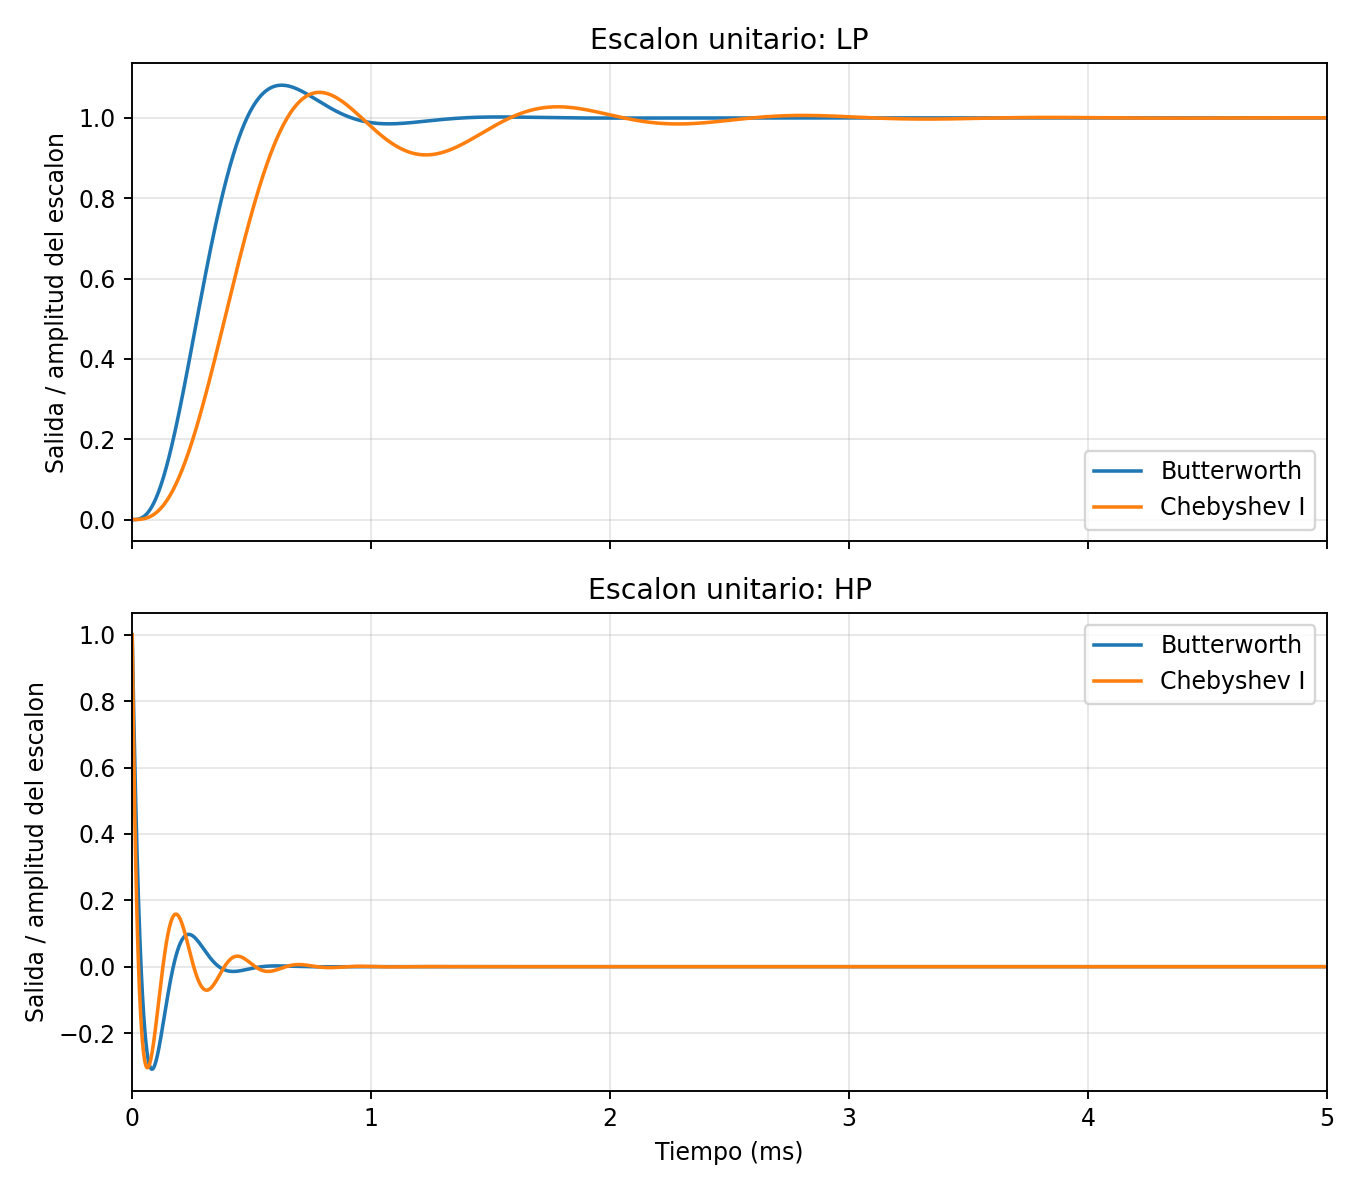 Escalon unitario: LP
Salida / amplitud del escalon
1.0
0.8
0.6
0.4
0.2
0.0
Butterworth
Chebyshev I
Escalon unitario: HP
Salida / amplitud del escalon
1.0
0.8
0.6
0.4
0.2
0.0
−0.2
Butterworth
Chebyshev I
0 1 2 3 4 5
Tiempo (ms)